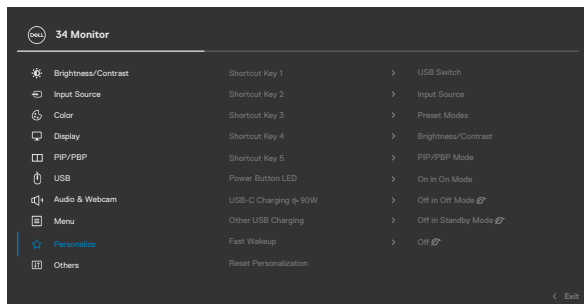 DELL 34 Monitor
Brightness/Contrast Shortcut Key 1 > USB Switch
Input Source Shortcut Key 2 > Input Source
Color Shortcut Key 3 > Preset Modes
Display Shortcut Key 4 > Brightness/Contrast
PIP/PBP Shortcut Key 5 > PIP/PBP Mode
USB Power Button LED > On in On Mode
Audio & Webcam USB-C Charging 90W > Off in Off Mode
Menu Other USB Charging > Off in Standby Mode
Personalize Fast Wakeup > Off
Others Reset Personalization
< Exit